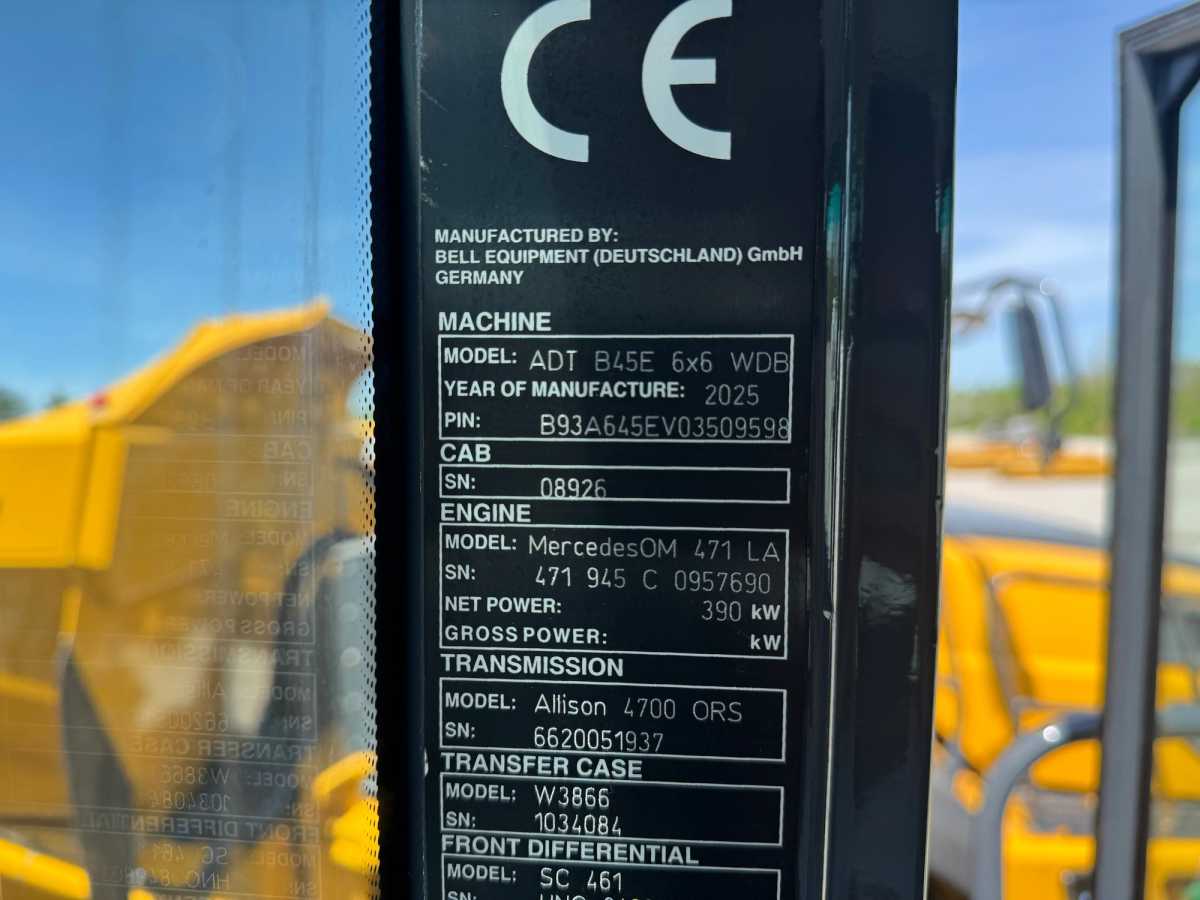 CE
MANUFACTURED BY:
BELL EQUIPMENT (DEUTSCHLAND) GmbH
GERMANY
MACHINE
MODEL: ADT B45E 6x6 WDB
YEAR OF MANUFACTURE: 2025
PIN: B93A645EV03509598
CAB
SN: 08926
ENGINE
MODEL: MercedesOM 471 LA
SN: 471 945 C 0957690
NET POWER: 390 kW
GROSS POWER: kW
TRANSMISSION
MODEL: Allison 4700 ORS
SN: 6620051937
TRANSFER CASE
MODEL: W3866
SN: 1034084
FRONT DIFFERENTIAL
MODEL: SC 461
SN: